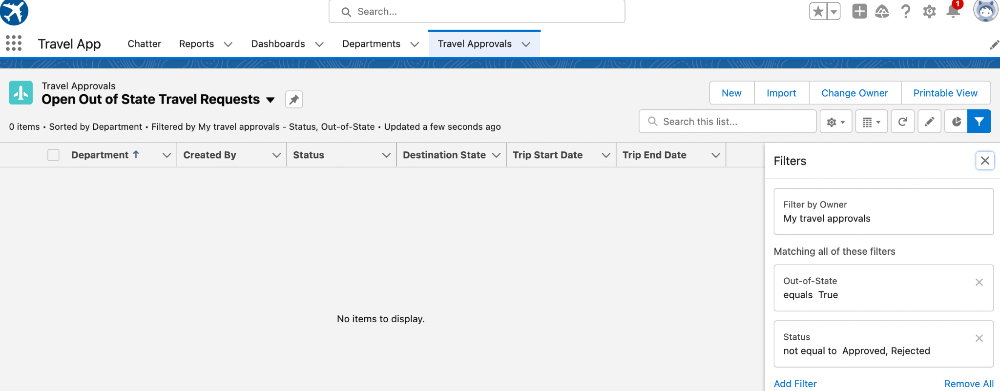 Search...
1
Travel App
Chatter
Reports
Dashboards
Departments
Travel Approvals
Travel Approvals
Open Out of State Travel Requests
New
Import
Change Owner
Printable View
0 items • Sorted by Department • Filtered by My travel approvals - Status, Out-of-State • Updated a few seconds ago
Search this list...
Department
Created By
Status
Destination State
Trip Start Date
Trip End Date
No items to display.
Filters
Filter by Owner
My travel approvals
Matching all of these filters
Out-of-State
equals True
Status
not equal to Approved, Rejected
Add Filter
Remove All